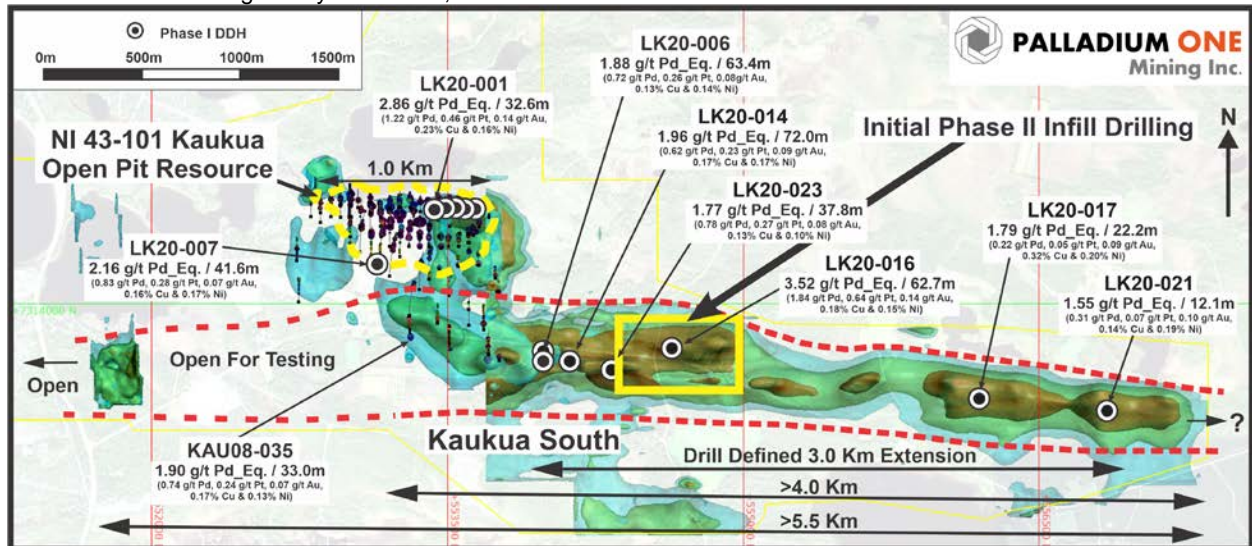 Phase I DDH
0m 500m 1000m 1500m
PALLADIUM ONE
Mining Inc.
N
LK20-006
1.88 g/t Pd_Eq. / 63.4m
(0.72 g/t Pd, 0.26 g/t Pt, 0.08g/t Au,
0.13% Cu & 0.14% Ni)
LK20-001
2.86 g/t Pd_Eq. / 32.6m
(1.22 g/t Pd, 0.46 g/t Pt, 0.14 g/t Au,
0.23% Cu & 0.16% Ni)
LK20-014
1.96 g/t Pd_Eq. / 72.0m
(0.62 g/t Pd, 0.23 g/t Pt, 0.09 g/t Au,
0.17% Cu & 0.17% Ni)
Initial Phase II Infill Drilling
NI 43-101 Kaukua
Open Pit Resource
1.0 Km
LK20-023
1.77 g/t Pd_Eq. / 37.8m
(0.78 g/t Pd, 0.27 g/t Pt, 0.08 g/t Au,
0.13% Cu & 0.10% Ni)
LK20-017
1.79 g/t Pd_Eq. / 22.2m
(0.22 g/t Pd, 0.05 g/t Pt, 0.09 g/t Au,
0.32% Cu & 0.20% Ni)
LK20-007
2.16 g/t Pd_Eq. / 41.6m
(0.83 g/t Pd, 0.28 g/t Pt, 0.07 g/t Au,
0.16% Cu & 0.17% Ni)
LK20-016
3.52 g/t Pd_Eq. / 62.7m
(1.84 g/t Pd, 0.64 g/t Pt, 0.14 g/t Au,
0.18% Cu & 0.15% Ni)
LK20-021
1.55 g/t Pd_Eq. / 12.1m
(0.31 g/t Pd, 0.07 g/t Pt, 0.10 g/t Au,
0.14% Cu & 0.19% Ni)
+7314000 N
Open
Open For Testing
?
Kaukua South
KAU08-035
1.90 g/t Pd_Eq. / 33.0m
(0.74 g/t Pd, 0.24 g/t Pt, 0.07 g/t Au,
0.17% Cu & 0.13% Ni)
Drill Defined 3.0 Km Extension
>4.0 Km
>5.5 Km